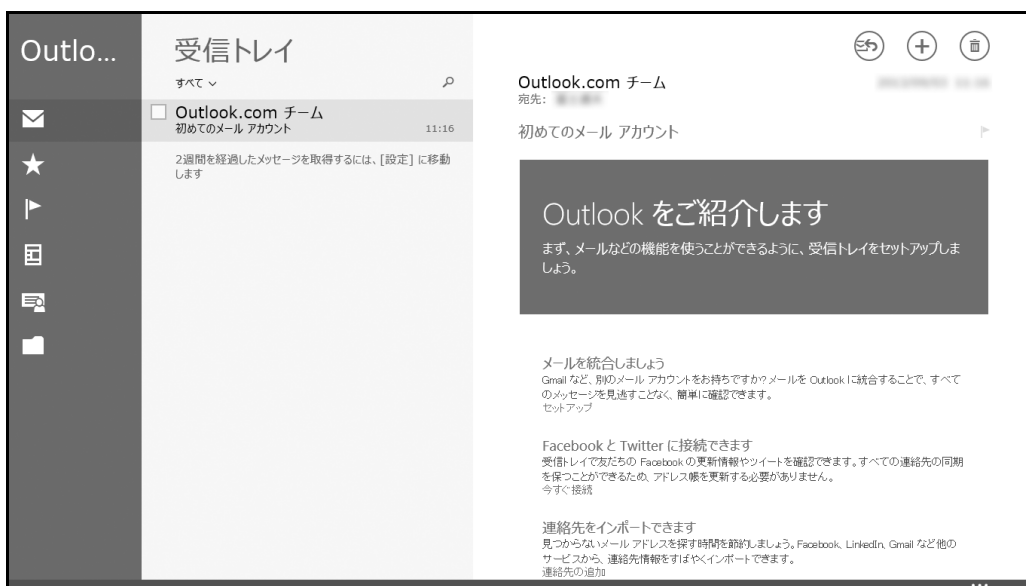 Outlo...
受信トレイ
すべて
Outlook.com チーム
初めてのメール アカウント
11:16
2週間を経過したメッセージを取得するには、[設定] に移動
します
Outlook.com チーム
宛先:
初めてのメール アカウント
Outlook をご紹介します
まず、メールなどの機能を使うことができるように、受信トレイをセットアップしま
しょう。
メールを統合しましょう
Gmail など、別のメール アカウントをお持ちですか? メールを Outlook に統合することで、すべて
のメッセージを見逃すことなく、簡単に確認できます。
セットアップ
Facebook と Twitter に接続できます
受信トレイで友だちの Facebook の更新情報やツイートを確認できます。すべての連絡先の同期
を保つことができるため、アドレス帳を更新する必要がありません。
今すぐ接続
連絡先をインポートできます
見つからないメール アドレスを探す時間を節約しましょう。Facebook、LinkedIn、Gmail など他の
サービスから、連絡先情報をすばやくインポートできます。
連絡先の追加